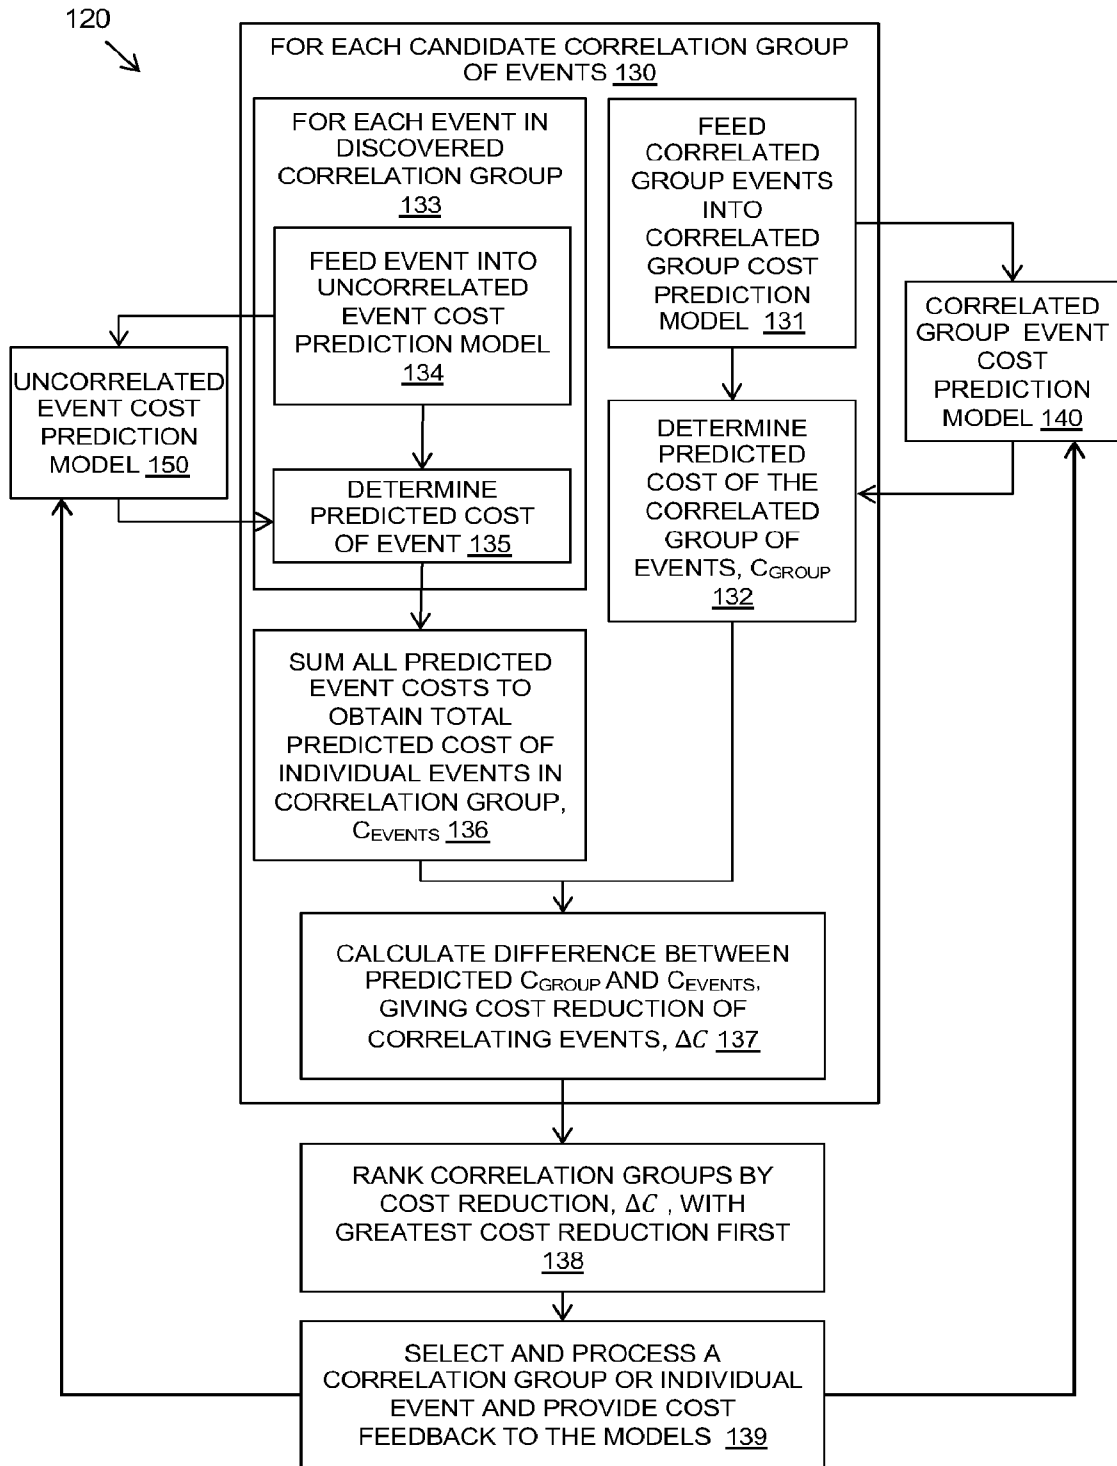 120
FOR EACH CANDIDATE CORRELATION GROUP
OF EVENTS 130
FOR EACH EVENT IN
DISCOVERED
CORRELATION GROUP
133
FEED EVENT INTO
UNCORRELATED
EVENT COST
PREDICTION MODEL
134
UNCORRELATED
EVENT COST
PREDICTION
MODEL 150
DETERMINE
PREDICTED COST
OF EVENT 135
FEED
CORRELATED
GROUP EVENTS
INTO
CORRELATED
GROUP COST
PREDICTION
MODEL 131
CORRELATED
GROUP EVENT
COST
PREDICTION
MODEL 140
DETERMINE
PREDICTED
COST OF THE
CORRELATED
GROUP OF
EVENTS, CGROUP
132
SUM ALL PREDICTED
EVENT COSTS TO
OBTAIN TOTAL
PREDICTED COST OF
INDIVIDUAL EVENTS IN
CORRELATION GROUP,
CEVENTS 136
CALCULATE DIFFERENCE BETWEEN
PREDICTED CGROUP AND CEVENTS,
GIVING COST REDUCTION OF
CORRELATING EVENTS, ΔC 137
RANK CORRELATION GROUPS BY
COST REDUCTION, ΔC , WITH
GREATEST COST REDUCTION FIRST
138
SELECT AND PROCESS A
CORRELATION GROUP OR INDIVIDUAL
EVENT AND PROVIDE COST
FEEDBACK TO THE MODELS 139